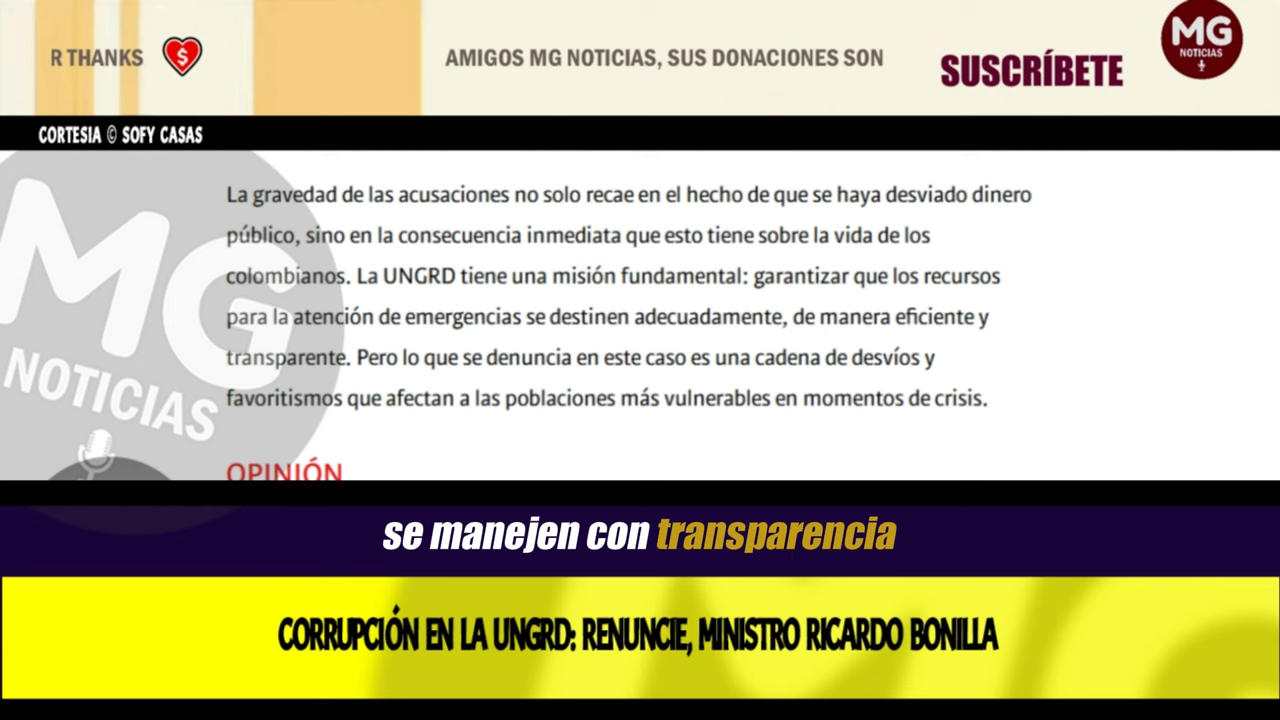 R THANKS
$
AMIGOS MG NOTICIAS, SUS DONACIONES SON
SUSCRÍBETE
MG
NOTICIAS
CORTESIA © SOFY CASAS
MG
NOTICIAS
La gravedad de las acusaciones no solo recae en el hecho de que se haya desviado dinero
público, sino en la consecuencia inmediata que esto tiene sobre la vida de los
colombianos. La UNGRD tiene una misión fundamental: garantizar que los recursos
para la atención de emergencias se destinen adecuadamente, de manera eficiente y
transparente. Pero lo que se denuncia en este caso es una cadena de desvíos y
favoritismos que afectan a las poblaciones más vulnerables en momentos de crisis.
OPINIÓN
se manejen con transparencia
CORRUPCIÓN EN LA UNGRD: RENUNCIE, MINISTRO RICARDO BONILLA